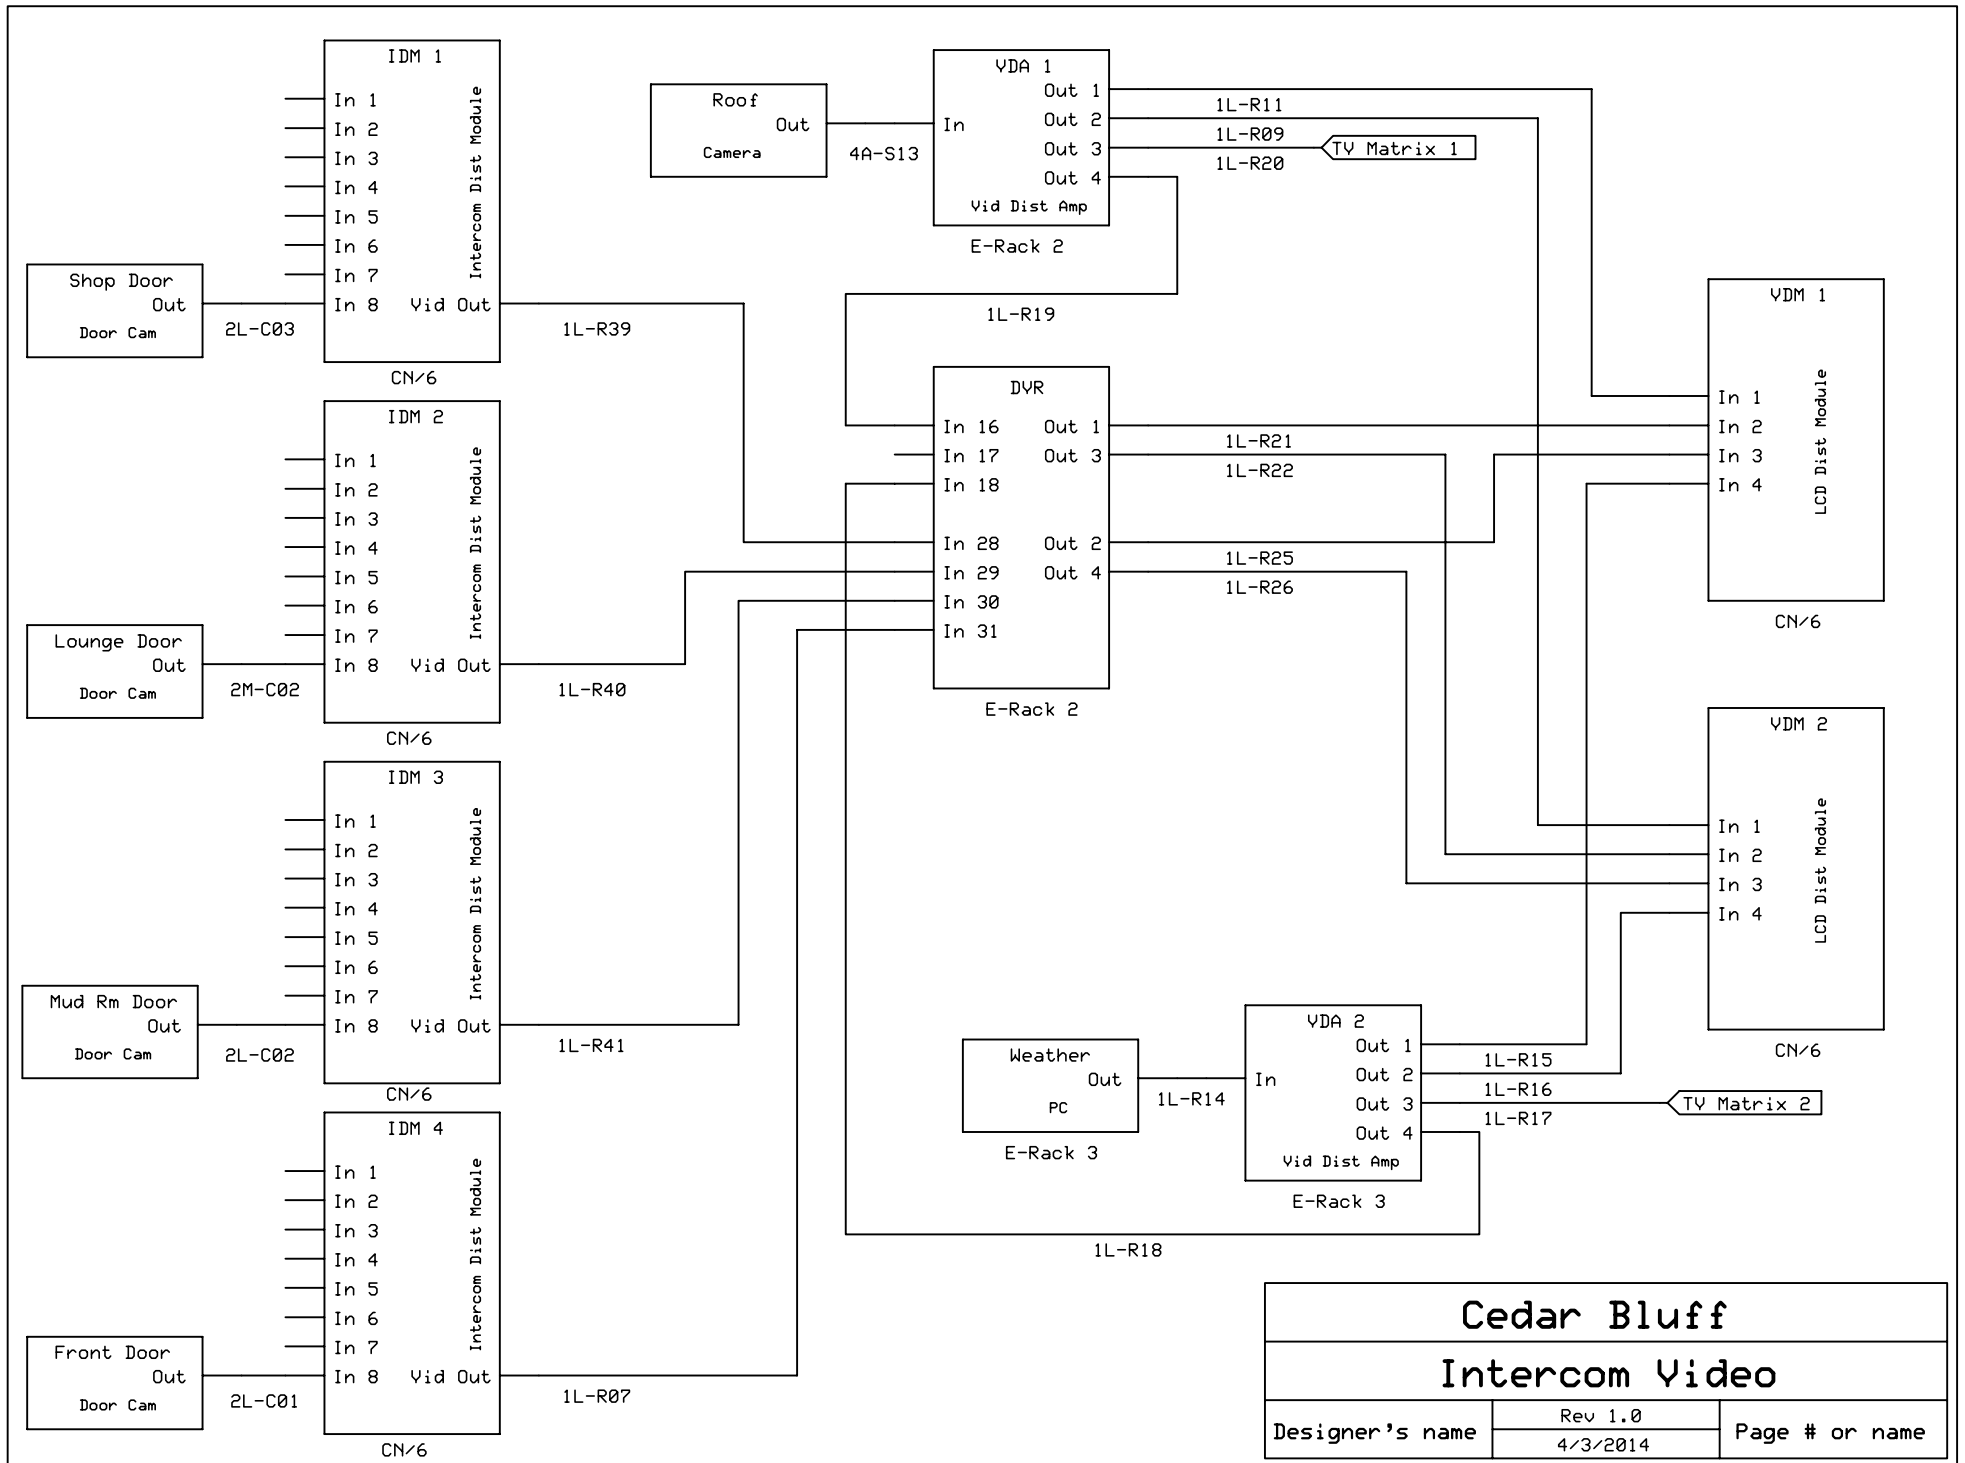 IDM 1
In 1
In 2
In 3
In 4
In 5
In 6
In 7
In 8 Vid Out
Intercom Dist Module
CN/6
Shop Door
Out
Door Cam
2L-C03
1L-R39
IDM 2
In 1
In 2
In 3
In 4
In 5
In 6
In 7
In 8 Vid Out
Intercom Dist Module
CN/6
Lounge Door
Out
Door Cam
2M-C02
1L-R40
IDM 3
In 1
In 2
In 3
In 4
In 5
In 6
In 7
In 8 Vid Out
Intercom Dist Module
CN/6
Mud Rm Door
Out
Door Cam
2L-C02
1L-R41
IDM 4
In 1
In 2
In 3
In 4
In 5
In 6
In 7
In 8 Vid Out
Intercom Dist Module
CN/6
Front Door
Out
Door Cam
2L-C01
1L-R07
Roof
Out
Camera
4A-S13
VDA 1
Out 1
In Out 2
Out 3
Out 4
Vid Dist Amp
E-Rack 2
1L-R11
1L-R09
1L-R20
TV Matrix 1
1L-R19
DVR
In 16 Out 1
In 17 Out 3
In 18
In 28 Out 2
In 29 Out 4
In 30
In 31
E-Rack 2
1L-R21
1L-R22
1L-R25
1L-R26
VDM 1
In 1
In 2
In 3
In 4
LCD Dist Module
CN/6
VDM 2
In 1
In 2
In 3
In 4
LCD Dist Module
CN/6
Weather
Out
PC
E-Rack 3
1L-R14
VDA 2
Out 1
In Out 2
Out 3
Out 4
Vid Dist Amp
E-Rack 3
1L-R15
1L-R16
1L-R17
TV Matrix 2
1L-R18
Cedar Bluff
Intercom Video
Designer's name
Rev 1.0
4/3/2014
Page # or name